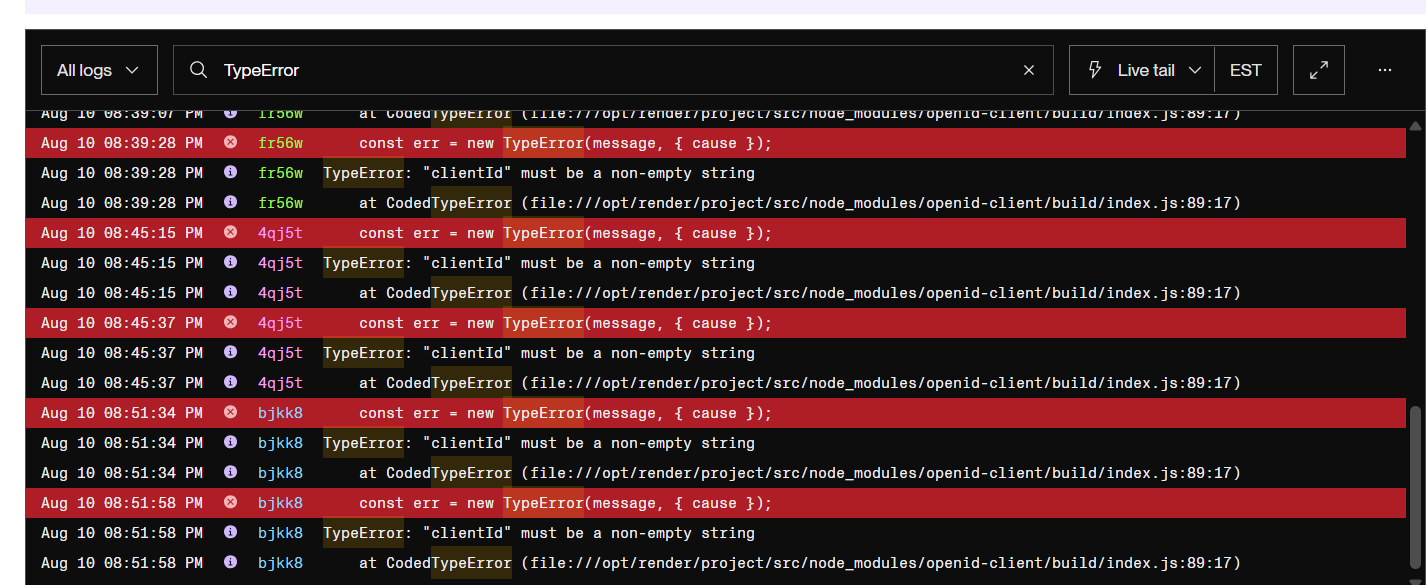 All logs TypeError Live tail EST
Aug 10 08:39:07 PM fr56w at CodedTypeError (file:///opt/render/project/src/node_modules/openid-client/build/index.js:89:17)
Aug 10 08:39:28 PM fr56w const err = new TypeError(message, { cause });
Aug 10 08:39:28 PM fr56w TypeError: "clientId" must be a non-empty string
Aug 10 08:39:28 PM fr56w at CodedTypeError (file:///opt/render/project/src/node_modules/openid-client/build/index.js:89:17)
Aug 10 08:45:15 PM 4qj5t const err = new TypeError(message, { cause });
Aug 10 08:45:15 PM 4qj5t TypeError: "clientId" must be a non-empty string
Aug 10 08:45:15 PM 4qj5t at CodedTypeError (file:///opt/render/project/src/node_modules/openid-client/build/index.js:89:17)
Aug 10 08:45:37 PM 4qj5t const err = new TypeError(message, { cause });
Aug 10 08:45:37 PM 4qj5t TypeError: "clientId" must be a non-empty string
Aug 10 08:45:37 PM 4qj5t at CodedTypeError (file:///opt/render/project/src/node_modules/openid-client/build/index.js:89:17)
Aug 10 08:51:34 PM bjkk8 const err = new TypeError(message, { cause });
Aug 10 08:51:34 PM bjkk8 TypeError: "clientId" must be a non-empty string
Aug 10 08:51:34 PM bjkk8 at CodedTypeError (file:///opt/render/project/src/node_modules/openid-client/build/index.js:89:17)
Aug 10 08:51:58 PM bjkk8 const err = new TypeError(message, { cause });
Aug 10 08:51:58 PM bjkk8 TypeError: "clientId" must be a non-empty string
Aug 10 08:51:58 PM bjkk8 at CodedTypeError (file:///opt/render/project/src/node_modules/openid-client/build/index.js:89:17)